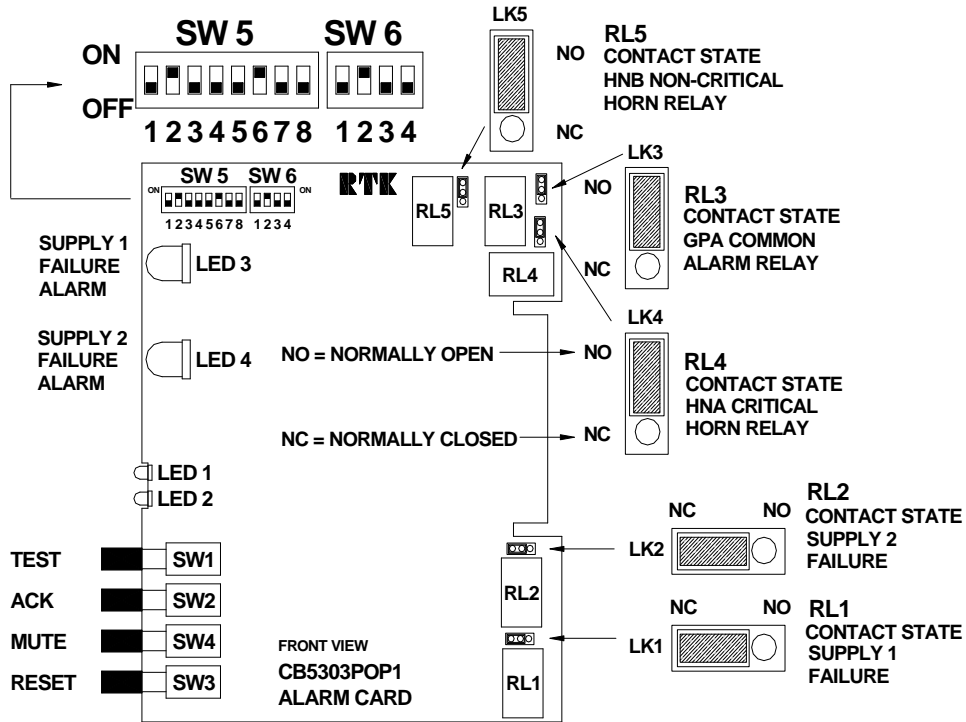 SW 5 SW 6
ON
OFF
1 2 3 4 5 6 7 8 1 2 3 4
LK5
NO
NC
RL5
CONTACT STATE
HNB NON-CRITICAL
HORN RELAY
SW 5 SW 6
ON ON
1 2 3 4 5 6 7 8 1 2 3 4
RTK
RL5
RL3
RL4
LK3
NO
NC
RL3
CONTACT STATE
GPA COMMON
ALARM RELAY
SUPPLY 1
FAILURE
ALARM
LED 3
SUPPLY 2
FAILURE
ALARM
LED 4
LK4
NO = NORMALLY OPEN
NO
NC = NORMALLY CLOSED
NC
RL4
CONTACT STATE
HNA CRITICAL
HORN RELAY
LED 1
LED 2
TEST SW1
ACK SW2
MUTE SW4
RESET SW3
FRONT VIEW
CB5303POP1
ALARM CARD
RL2
RL1
LK2
NC NO
RL2
CONTACT STATE
SUPPLY 2
FAILURE
LK1
NC NO
RL1
CONTACT STATE
SUPPLY 1
FAILURE